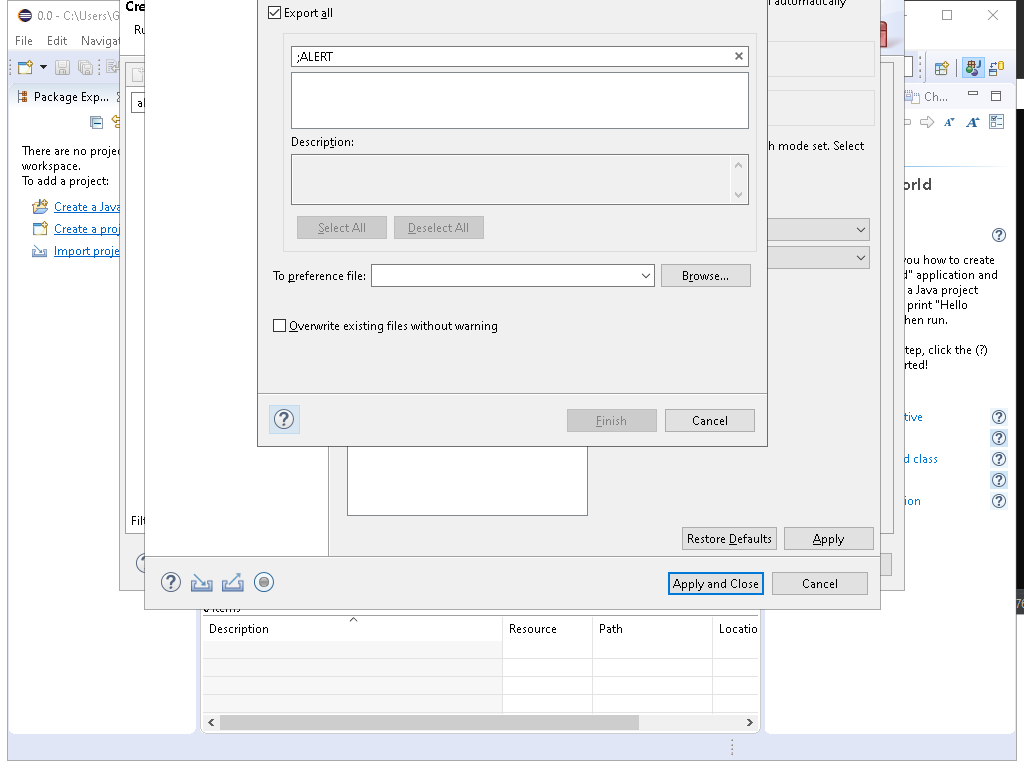 0.0 - C:\Users\G
Cre
automatically
Export all
File Edit Naviga
Ru
;ALERT
Package Exp...
Ch...
al
Description:
h mode set. Select
There are no proje
workspace.
To add a project:
orld
Create a Java
Select All
Deselect All
Create a proj
Import proje
you how to create
d" application and
a Java project
print "Hello
hen run.
To preference file:
Browse...
Overwrite existing files without warning
tep, click the (?)
rted!
Finish
Cancel
tive
d class
ion
Filt
Restore Defaults
Apply
Apply and Close
Cancel
Description Resource Path Locatio